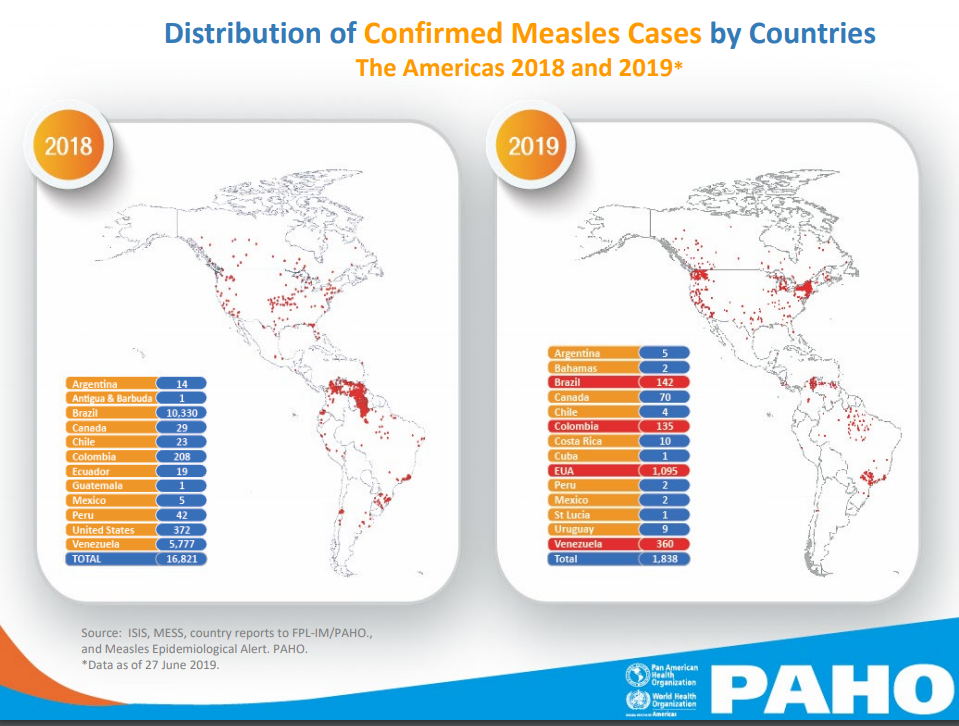 Distribution of Confirmed Measles Cases by Countries
The Americas 2018 and 2019*
2018
Argentina 14
Antigua & Barbuda 1
Brazil 10,330
Canada 29
Chile 23
Colombia 208
Ecuador 19
Guatemala 1
Mexico 5
Peru 42
United States 372
Venezuela 5,777
TOTAL 16,821
2019
Argentina 5
Bahamas 2
Brazil 142
Canada 70
Chile 4
Colombia 135
Costa Rica 10
Cuba 1
EUA 1,095
Peru 2
Mexico 2
St Lucia 1
Uruguay 9
Venezuela 360
Total 1,838
Source: ISIS, MESS, country reports to FPL-IM/PAHO.,
and Measles Epidemiological Alert. PAHO.
*Data as of 27 June 2019.
Pan American
Health
Organization
World Health
Organization
Americas
PAHO